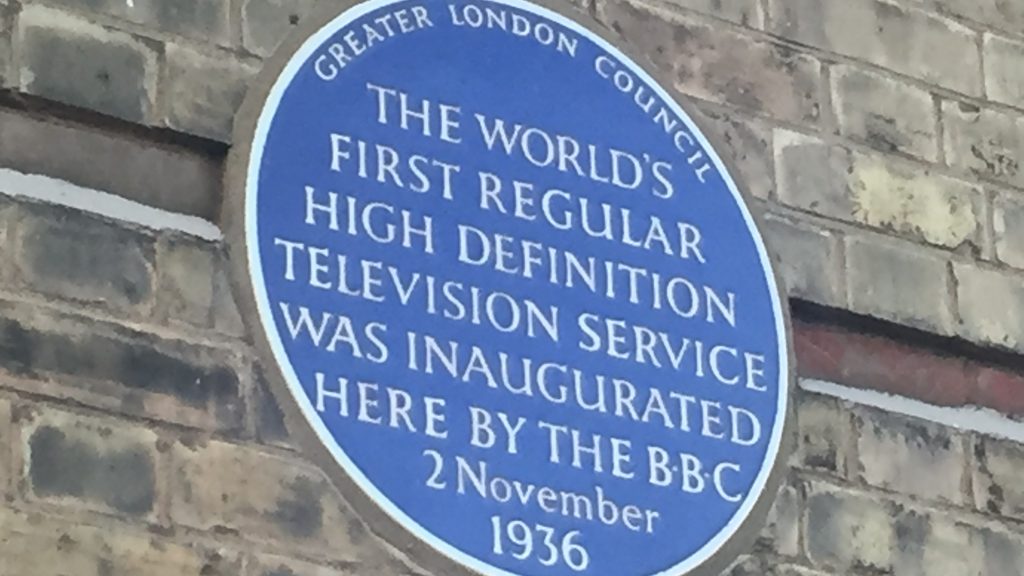 GREATER LONDON COUNCIL
THE WORLD'S
FIRST REGULAR
HIGH DEFINITION
TELEVISION SERVICE
WAS INAUGURATED
HERE BY THE B·B·C
2 November
1936